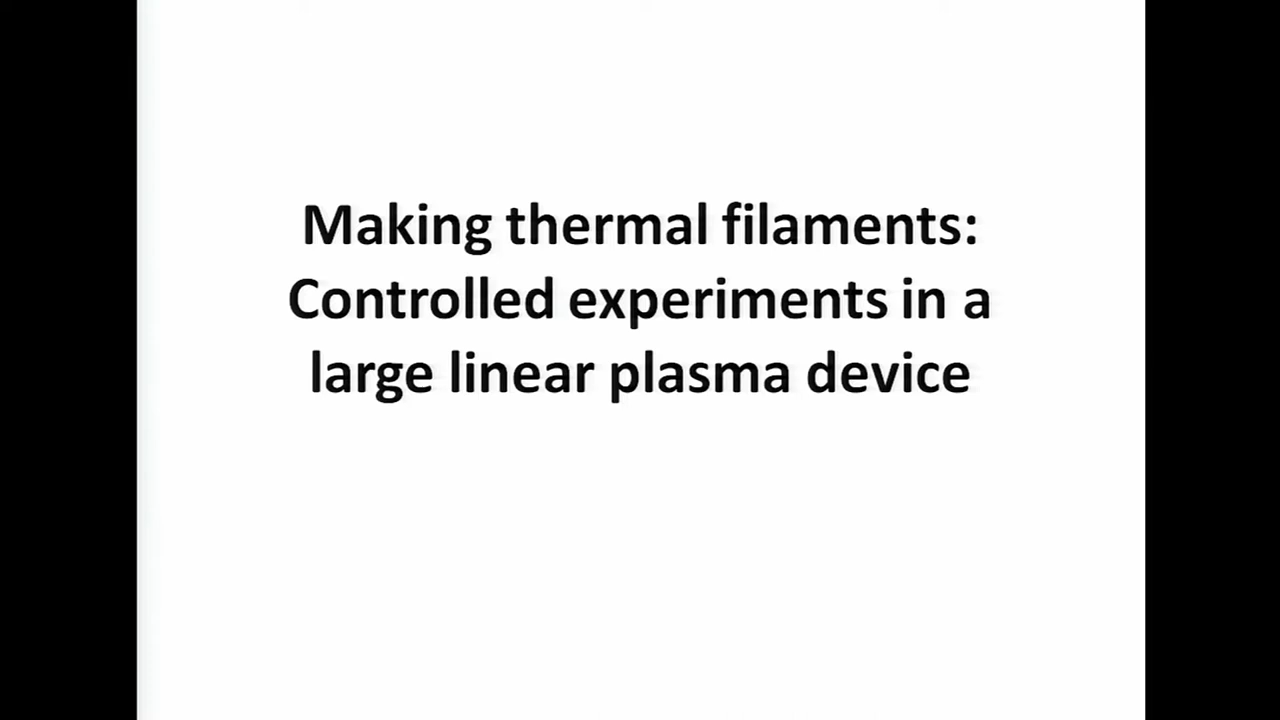 Making thermal filaments:
Controlled experiments in a
large linear plasma device